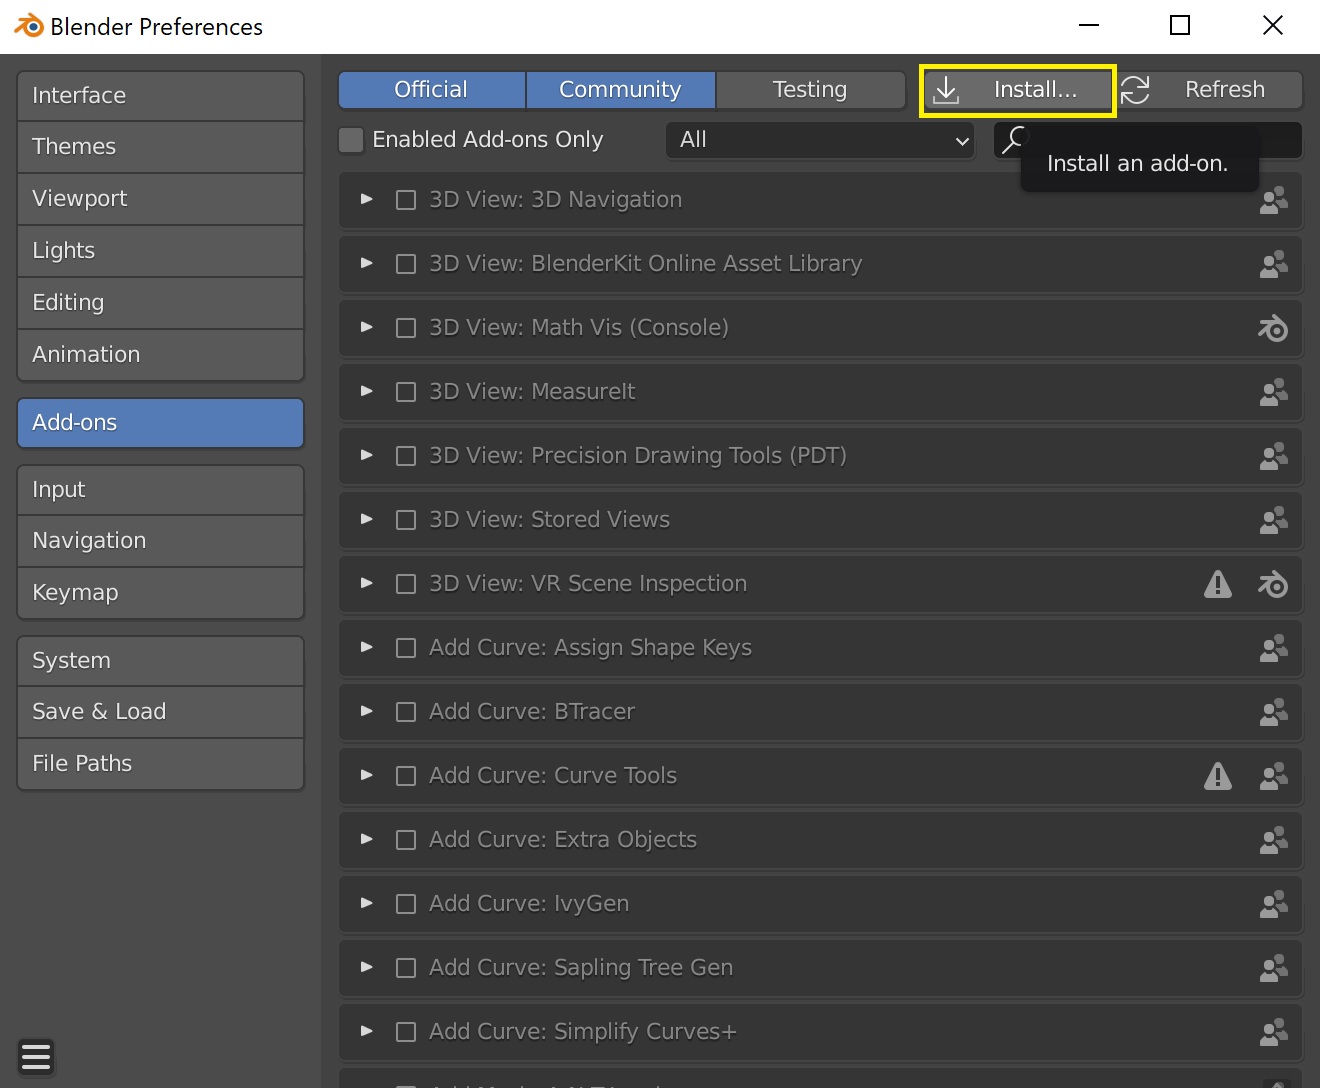 Blender Preferences
Interface
Themes
Viewport
Lights
Editing
Animation
Add-ons
Input
Navigation
Keymap
System
Save & Load
File Paths
Official Community Testing Install... Refresh
Enabled Add-ons Only All
Install an add-on.
3D View: 3D Navigation
3D View: BlenderKit Online Asset Library
3D View: Math Vis (Console)
3D View: MeasureIt
3D View: Precision Drawing Tools (PDT)
3D View: Stored Views
3D View: VR Scene Inspection
Add Curve: Assign Shape Keys
Add Curve: BTracer
Add Curve: Curve Tools
Add Curve: Extra Objects
Add Curve: IvyGen
Add Curve: Sapling Tree Gen
Add Curve: Simplify Curves+